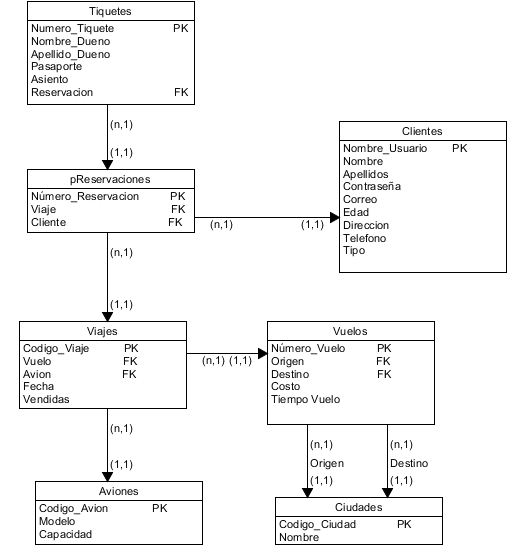 Tiquetes
Numero_Tiquete PK
Nombre_Dueno
Apellido_Dueno
Pasaporte
Asiento
Reservacion FK
(n,1)
(1,1)
pReservaciones
Número_Reservacion PK
Viaje FK
Cliente FK
(n,1) (1,1)
Clientes
Nombre_Usuario PK
Nombre
Apellidos
Contraseña
Correo
Edad
Direccion
Telefono
Tipo
(n,1)
(1,1)
Viajes
Codigo_Viaje PK
Vuelo FK
Avion FK
Fecha
Vendidas
(n,1) (1,1)
Vuelos
Número_Vuelo PK
Origen FK
Destino FK
Costo
Tiempo Vuelo
(n,1)
(1,1)
Aviones
Codigo_Avion PK
Modelo
Capacidad
(n,1)
Origen
(1,1)
(n,1)
Destino
(1,1)
Ciudades
Codigo_Ciudad PK
Nombre